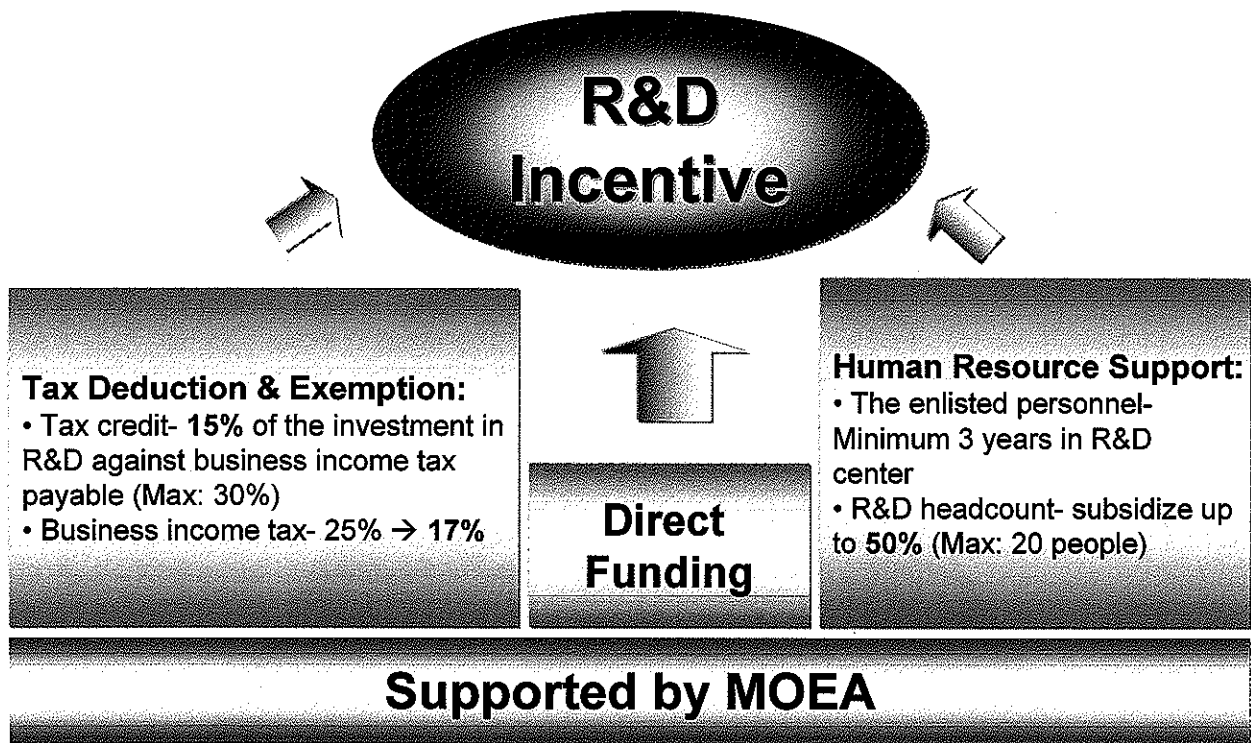 R&D
Incentive
Tax Deduction & Exemption:
• Tax credit- 15% of the investment in
R&D against business income tax
payable (Max: 30%)
• Business income tax- 25% → 17%
Direct
Funding
Human Resource Support:
• The enlisted personnel-
Minimum 3 years in R&D
center
• R&D headcount- subsidize up
to 50% (Max: 20 people)
Supported by MOEA